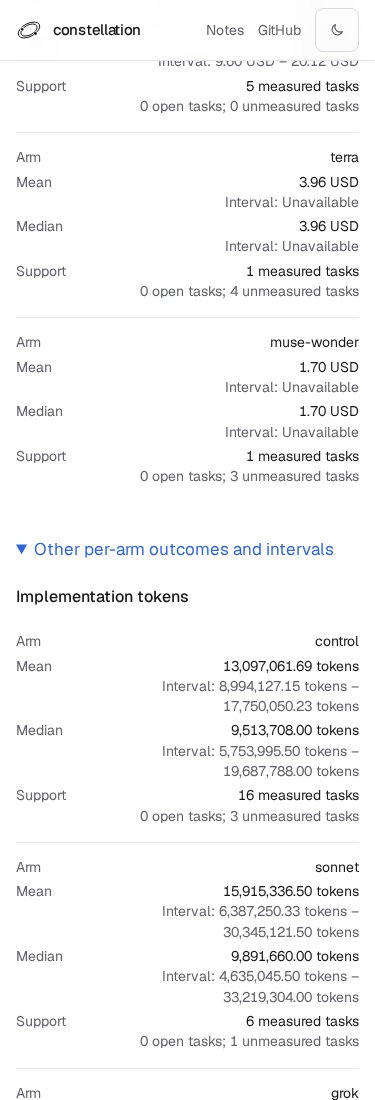 constellation
Notes GitHub
Interval: 9.60 USD – 20.12 USD
Support 5 measured tasks
0 open tasks; 0 unmeasured tasks
Arm terra
Mean 3.96 USD
Interval: Unavailable
Median 3.96 USD
Interval: Unavailable
Support 1 measured tasks
0 open tasks; 4 unmeasured tasks
Arm muse-wonder
Mean 1.70 USD
Interval: Unavailable
Median 1.70 USD
Interval: Unavailable
Support 1 measured tasks
0 open tasks; 3 unmeasured tasks
Other per-arm outcomes and intervals
Implementation tokens
Arm control
Mean 13,097,061.69 tokens
Interval: 8,994,127.15 tokens –
17,750,050.23 tokens
Median 9,513,708.00 tokens
Interval: 5,753,995.50 tokens –
19,687,788.00 tokens
Support 16 measured tasks
0 open tasks; 3 unmeasured tasks
Arm sonnet
Mean 15,915,336.50 tokens
Interval: 6,387,250.33 tokens –
30,345,121.50 tokens
Median 9,891,660.00 tokens
Interval: 4,635,045.50 tokens –
33,219,304.00 tokens
Support 6 measured tasks
0 open tasks; 1 unmeasured tasks
Arm grok